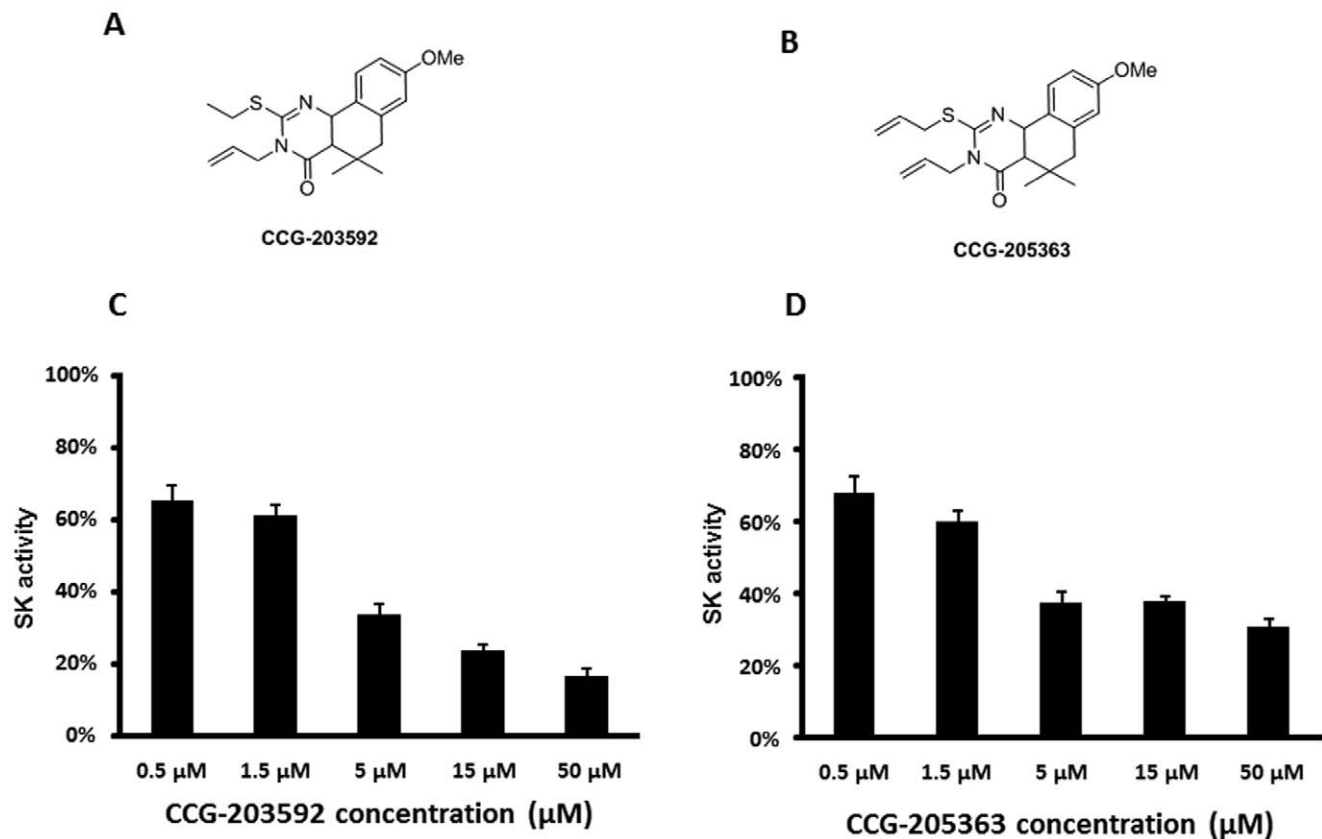 A
OMe
S
N
N
O
CCG-203592
B
OMe
S
N
N
O
CCG-205363
C
100%
80%
60%
40%
20%
0%
SK activity
0.5 µM 1.5 µM 5 µM 15 µM 50 µM
CCG-203592 concentration (µM)
D
100%
80%
60%
40%
20%
0%
SK activity
0.5 µM 1.5 µM 5 µM 15 µM 50 µM
CCG-205363 concentration (µM)